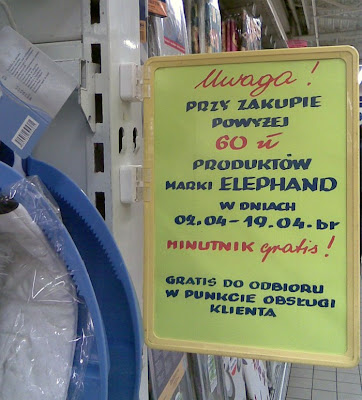 Uwaga !
PRZY ZAKUPIE
POWYŻEJ
60 zł
PRODUKTÓW
MARKI ELEPHAND
W DNIACH
02.04-19.04.br
MINUTNIK gratis!
GRATIS DO ODBIORU
W PUNKCIE OBSŁUGI
KLIENTA